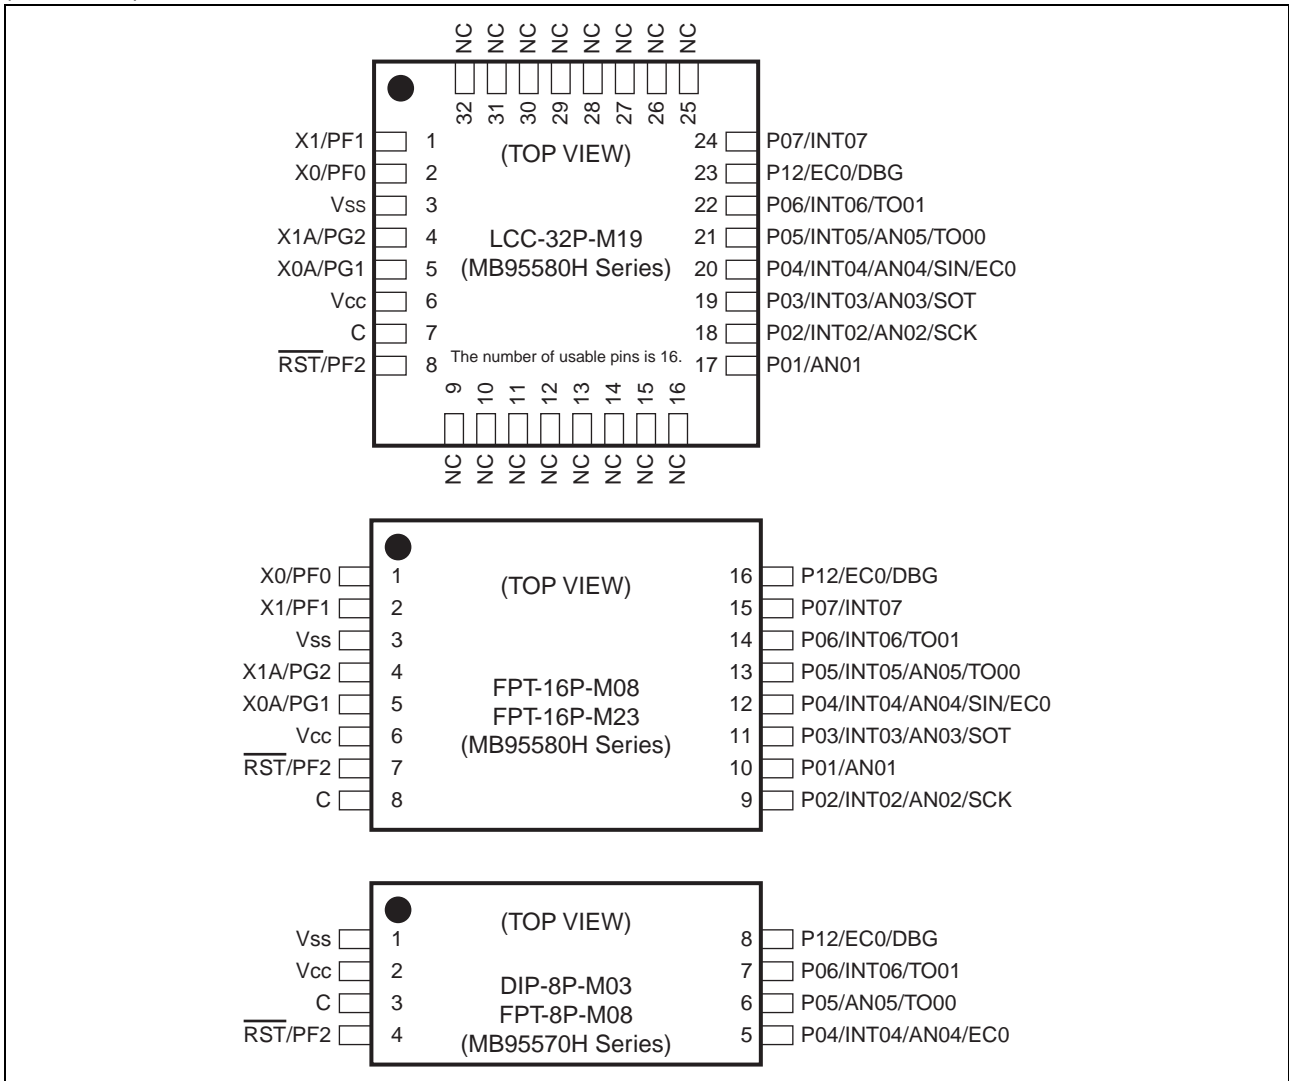 NC NC NC NC NC NC NC NC
32 31 30 29 28 27 26 25
(TOP VIEW)
X1/PF1 1 24 P07/INT07
X0/PF0 2 23 P12/EC0/DBG
Vss 3 22 P06/INT06/TO01
X1A/PG2 4 21 P05/INT05/AN05/TO00
LCC-32P-M19
(MB95580H Series)
X0A/PG1 5 20 P04/INT04/AN04/SIN/EC0
Vcc 6 19 P03/INT03/AN03/SOT
C 7 18 P02/INT02/AN02/SCK
RST/PF2 8 17 P01/AN01
The number of usable pins is 16.
9 10 11 12 13 14 15 16
NC NC NC NC NC NC NC NC
(TOP VIEW)
X0/PF0 1 16 P12/EC0/DBG
X1/PF1 2 15 P07/INT07
Vss 3 14 P06/INT06/TO01
X1A/PG2 4 13 P05/INT05/AN05/TO00
X0A/PG1 5 12 P04/INT04/AN04/SIN/EC0
Vcc 6 11 P03/INT03/AN03/SOT
RST/PF2 7 10 P01/AN01
C 8 9 P02/INT02/AN02/SCK
FPT-16P-M08
FPT-16P-M23
(MB95580H Series)
(TOP VIEW)
Vss 1 8 P12/EC0/DBG
Vcc 2 7 P06/INT06/TO01
C 3 6 P05/AN05/TO00
RST/PF2 4 5 P04/INT04/AN04/EC0
DIP-8P-M03
FPT-8P-M08
(MB95570H Series)